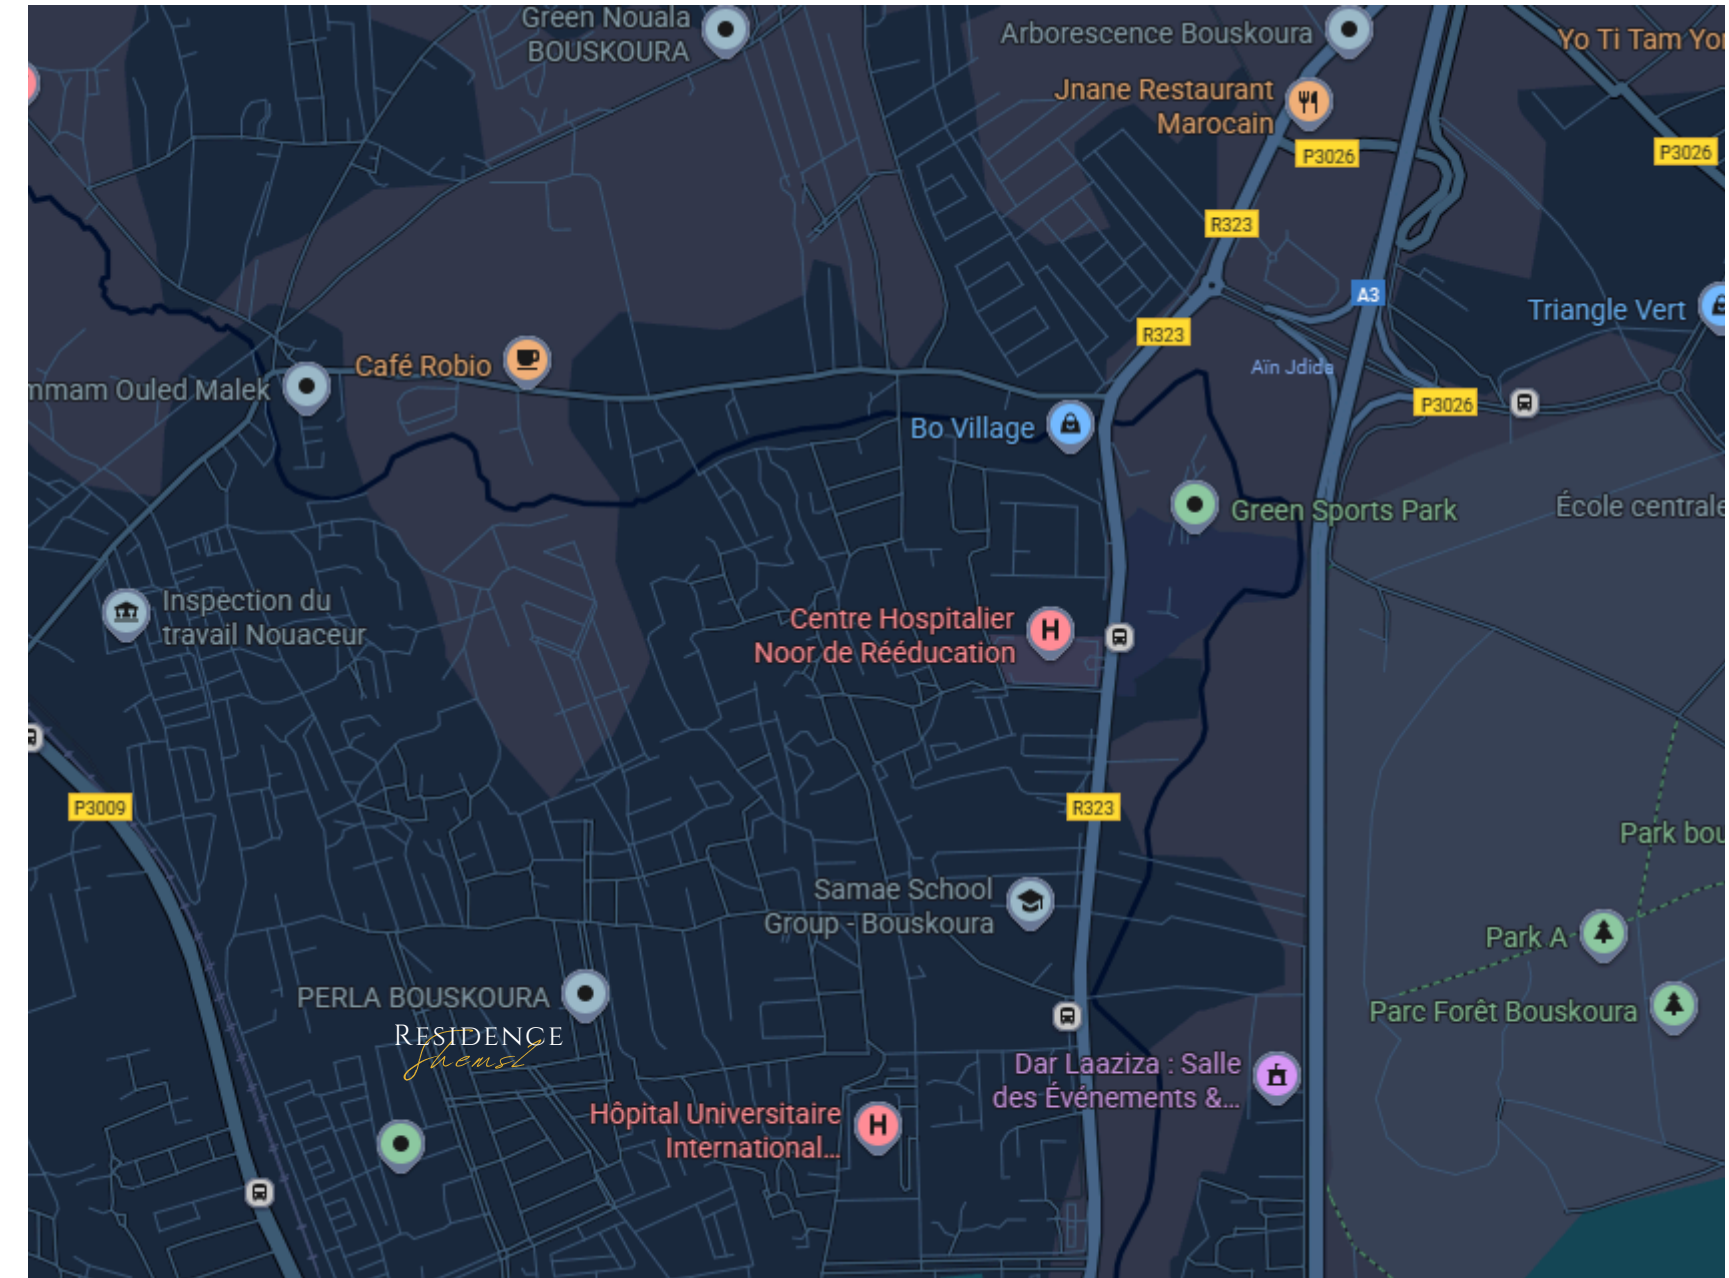 Green Nouala
BOUSKOURA
Arborescence Bouskoura
Yo Ti Tam Yo
Jnane Restaurant
Marocain
P3026
P3026
R323
A3
Triangle Vert
R323
Café Robio
Aïn Jdida
mmam Ouled Malek
P3026
Bo Village
Green Sports Park
École centrale
Inspection du
travail Nouaceur
Centre Hospitalier
Noor de Rééducation
P3009
R323
Park bou
Samae School
Group - Bouskoura
Park A
PERLA BOUSKOURA
Parc Forêt Bouskoura
RESIDENCE
Shemsi
Dar Laaziza : Salle
des Événements &...
Hôpital Universitaire
International...